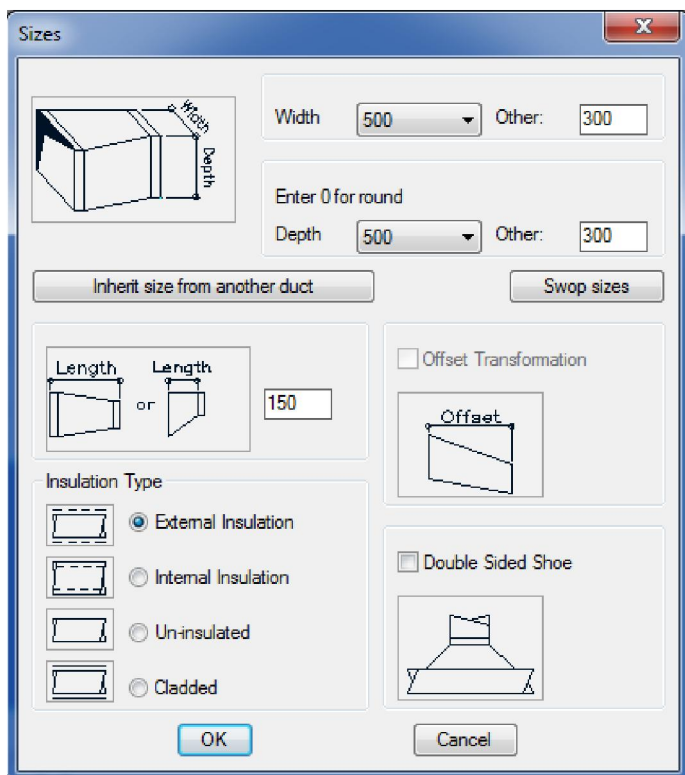 Sizes
Width
Depth
Width 500 Other: 300
Enter 0 for round
Depth 500 Other: 300
Inherit size from another duct Swop sizes
Length Length
or
150
Offset Transformation
Offset
Insulation Type
External Insulation
Internal Insulation
Un-insulated
Cladded
Double Sided Shoe
OK Cancel